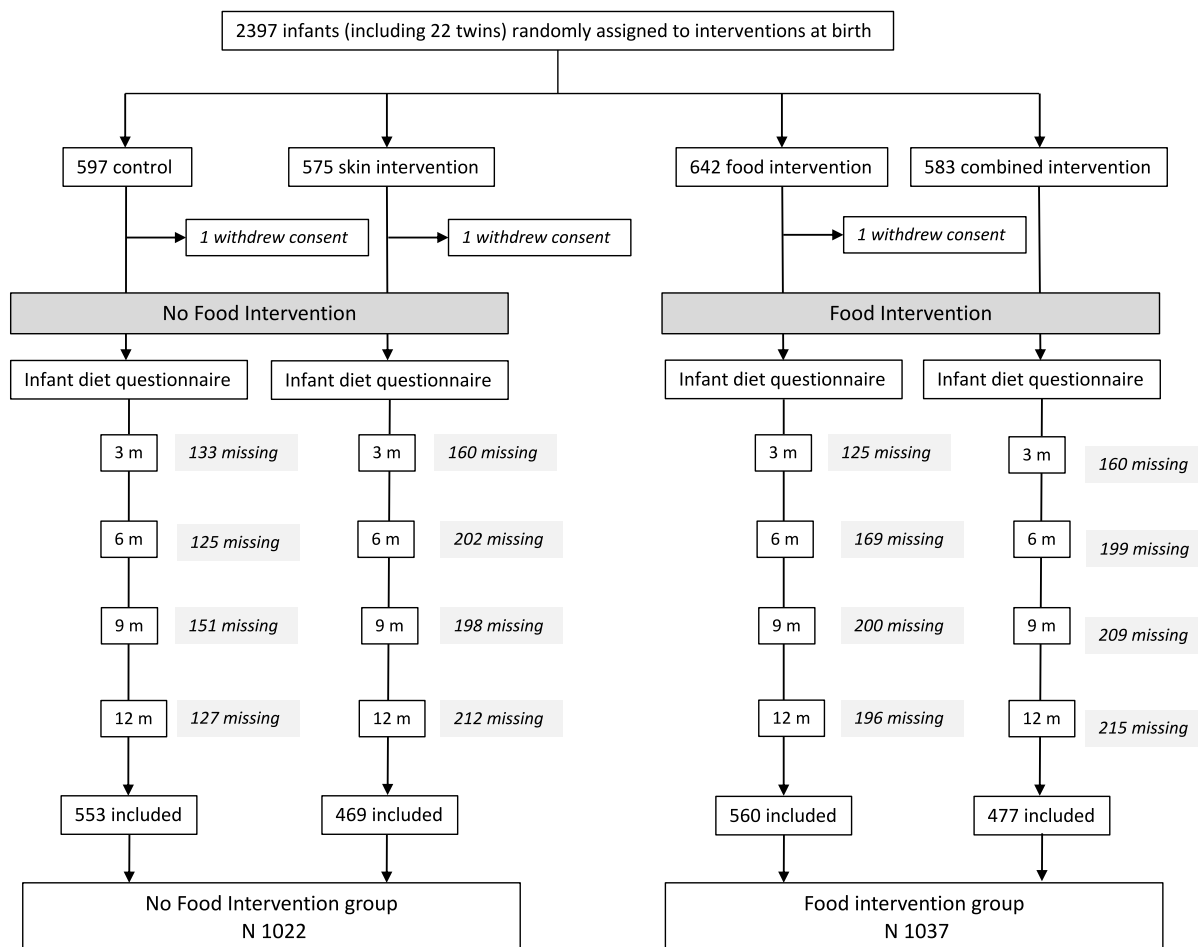 2397 infants (including 22 twins) randomly assigned to interventions at birth
597 control
575 skin intervention
642 food intervention
583 combined intervention
1 withdrew consent
1 withdrew consent
1 withdrew consent
No Food Intervention
Food Intervention
Infant diet questionnaire
Infant diet questionnaire
Infant diet questionnaire
Infant diet questionnaire
3 m
133 missing
3 m
160 missing
3 m
125 missing
3 m
160 missing
6 m
125 missing
6 m
202 missing
6 m
169 missing
6 m
199 missing
9 m
151 missing
9 m
198 missing
9 m
200 missing
9 m
209 missing
12 m
127 missing
12 m
212 missing
12 m
196 missing
12 m
215 missing
553 included
469 included
560 included
477 included
No Food Intervention group
N 1022
Food intervention group
N 1037